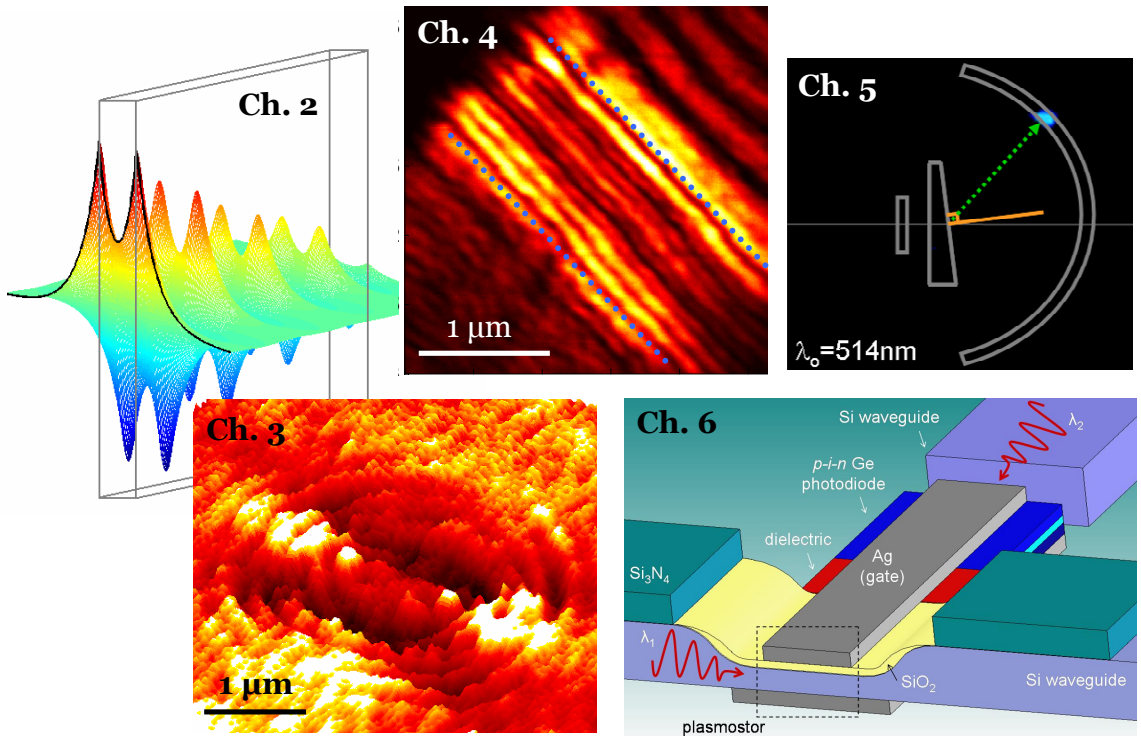 Ch. 2
Ch. 4
1 µm
Ch. 5
λₒ=514nm
Ch. 3
1 µm
Ch. 6
Si waveguide
λ₂
p-i-n Ge
photodiode
dielectric
Ag
(gate)
Si₃N₄
λ₁
SiO₂
Si waveguide
plasmostor